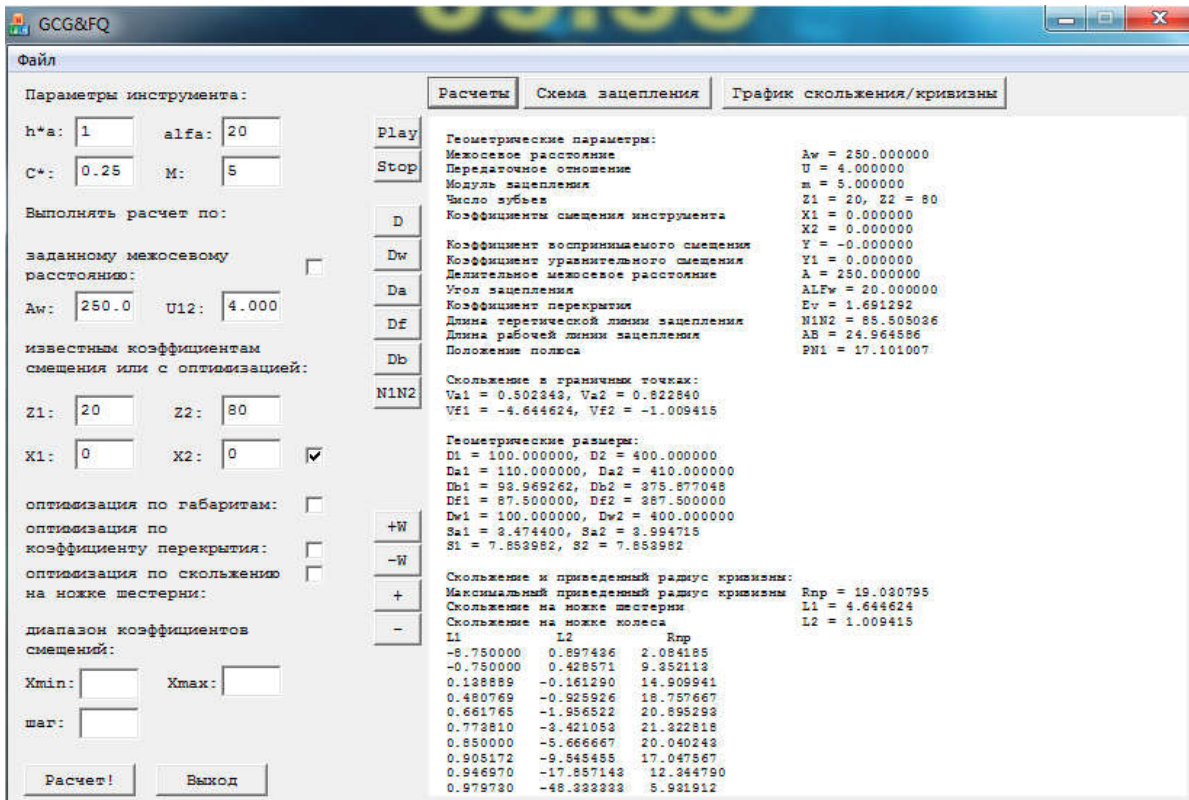 GCG&FQ
Файл
Параметры инструмента:
h*a: 1 alfa: 20
C*: 0.25 M: 5
Выполнять расчет по:
заданному межосевому
расстоянию:
Aw: 250.0 U12: 4.000
известным коэффициентам
смещения или с оптимизацией:
Z1: 20 Z2: 80
X1: 0 X2: 0
оптимизация по габаритам:
оптимизация по
коэффициенту перекрытия:
оптимизация по скольжению
на ножке шестерни:
диапазон коэффициентов
смещений:
Xmin: Xmax:
шаг:
Расчет! Выход
Play
Stop
D
Dw
Da
Df
Db
N1N2
+W
-W
+
-
Расчеты Схема зацепления График скольжения/кривизны
Геометрические параметры:
Межосевое расстояние Aw = 250.000000
Передаточное отношение U = 4.000000
Модуль зацепления m = 5.000000
Число зубьев Z1 = 20, Z2 = 80
Коэффициенты смещения инструмента X1 = 0.000000
X2 = 0.000000
Коэффициент воспринимаемого смещения Y = -0.000000
Коэффициент уравнительного смещения Y1 = 0.000000
Делительное межосевое расстояние A = 250.000000
Угол зацепления ALFw = 20.000000
Коэффициент перекрытия Ev = 1.691292
Длина теретической линии зацепления N1N2 = 85.505036
Длина рабочей линии зацепления AB = 24.964586
Положение полюса PN1 = 17.101007
Скольжение в граничных точках:
Va1 = 0.502343, Va2 = 0.822840
Vf1 = -4.644624, Vf2 = -1.009415
Геометрические размеры:
D1 = 100.000000, D2 = 400.000000
Da1 = 110.000000, Da2 = 410.000000
Db1 = 93.969262, Db2 = 375.877048
Df1 = 87.500000, Df2 = 387.500000
Dw1 = 100.000000, Dw2 = 400.000000
Sa1 = 3.474400, Sa2 = 3.994715
S1 = 7.853982, S2 = 7.853982
Скольжение и приведенный радиус кривизны:
Максимальный приведенный радиус кривизны Rnp = 19.030795
Скольжение на ножке шестерни L1 = 4.644624
Скольжение на ножке колеса L2 = 1.009415
L1 L2 Rnp
-8.750000 0.897436 2.084185
-0.750000 0.428571 9.352113
0.138889 -0.161290 14.909941
0.480769 -0.925926 18.757667
0.661765 -1.956522 20.895293
0.773810 -3.421053 21.322818
0.850000 -5.666667 20.040243
0.905172 -9.545455 17.047567
0.946970 -17.857143 12.344790
0.979730 -48.333333 5.931912